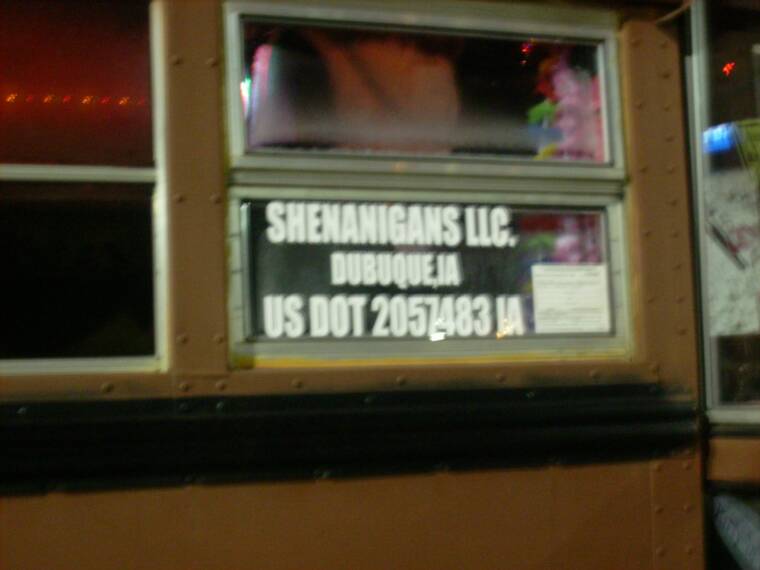 SHENANIGANS LLC.
DUBUQUE,IA
US DOT 2057483 IA